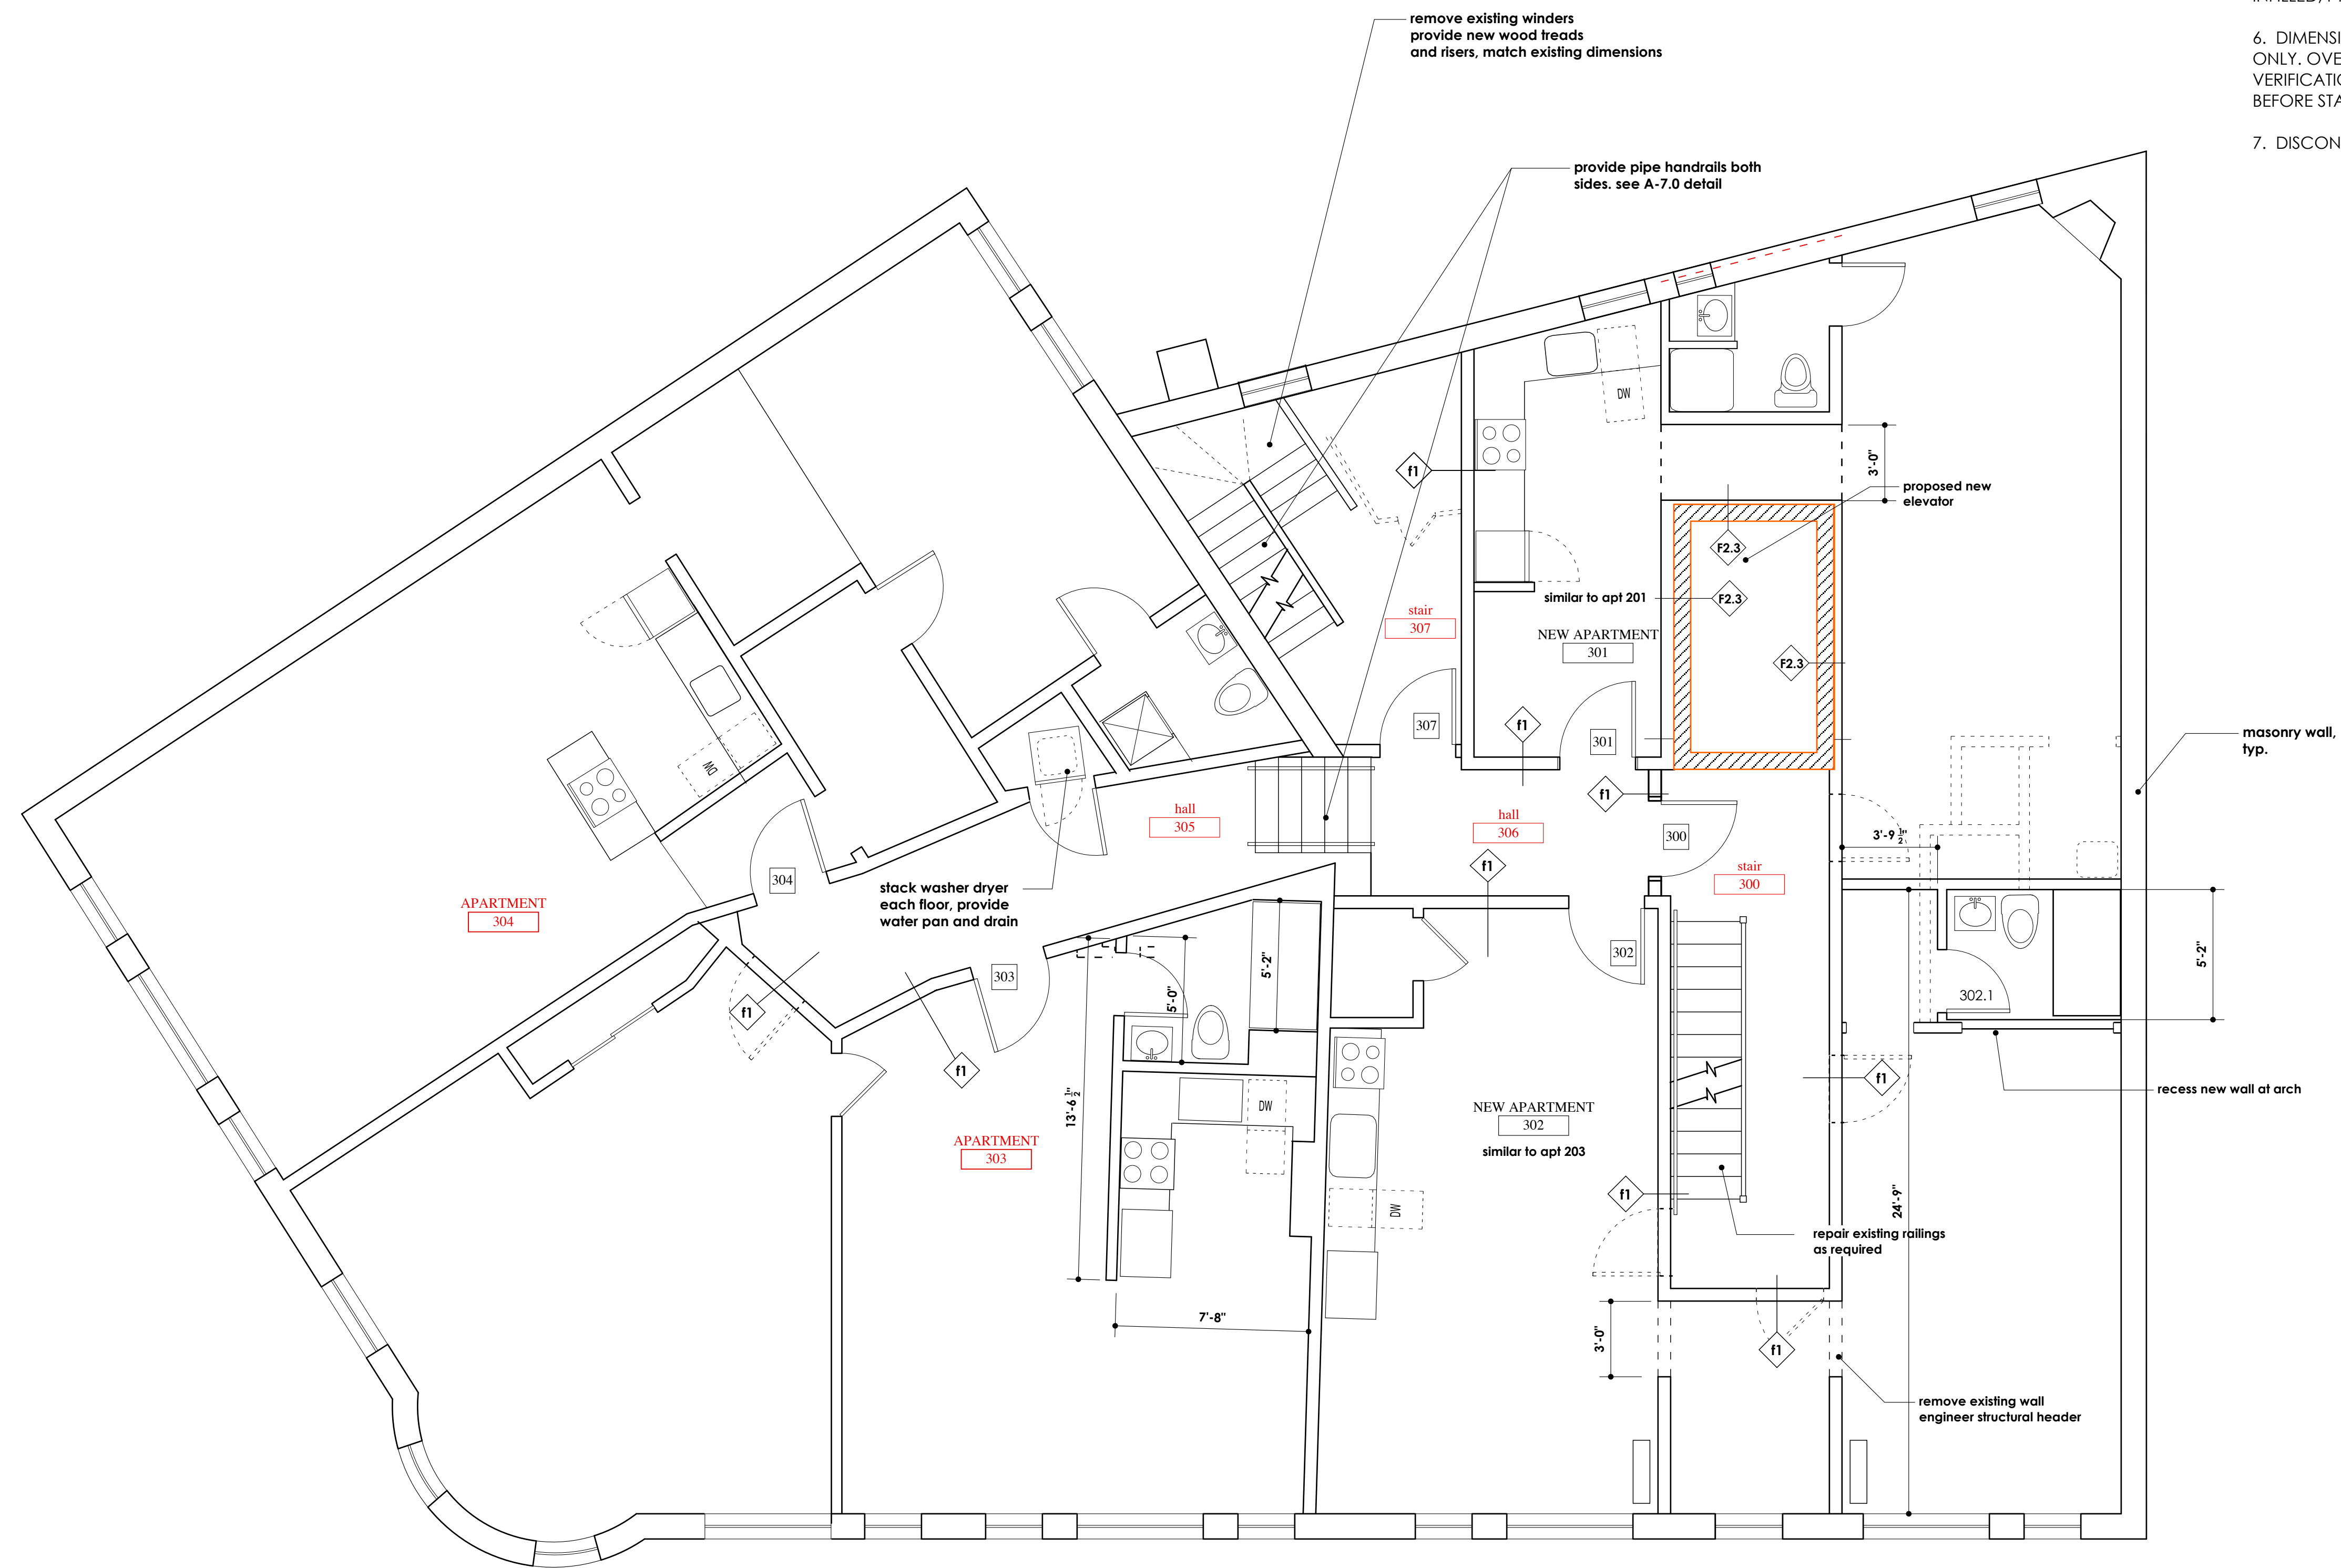 remove existing winders
provide new wood treads
and risers, match existing dimensions
6. DIMENSI
ONLY. OVE
VERIFICATI
BEFORE STA
7. DISCON
provide pipe handrails both
sides. see A-7.0 detail
DW
f1
3'-0"
proposed new
elevator
F2.3
similar to apt 201
F2.3
stair
307
NEW APARTMENT
301
F2.3
307
f1
301
masonry wall,
typ.
DW
hall
305
hall
306
f1
300
3'-9 1/2"
304
f1
stair
300
stack washer dryer
each floor, provide
water pan and drain
APARTMENT
304
303
5'-2"
302
5'-2"
5'-0"
302.1
f1
f1
f1
recess new wall at arch
13'-6 1/2"
DW
NEW APARTMENT
302
similar to apt 203
APARTMENT
303
f1
DW
24'-9"
repair existing railings
as required
7'-8"
3'-0"
f1
remove existing wall
engineer structural header